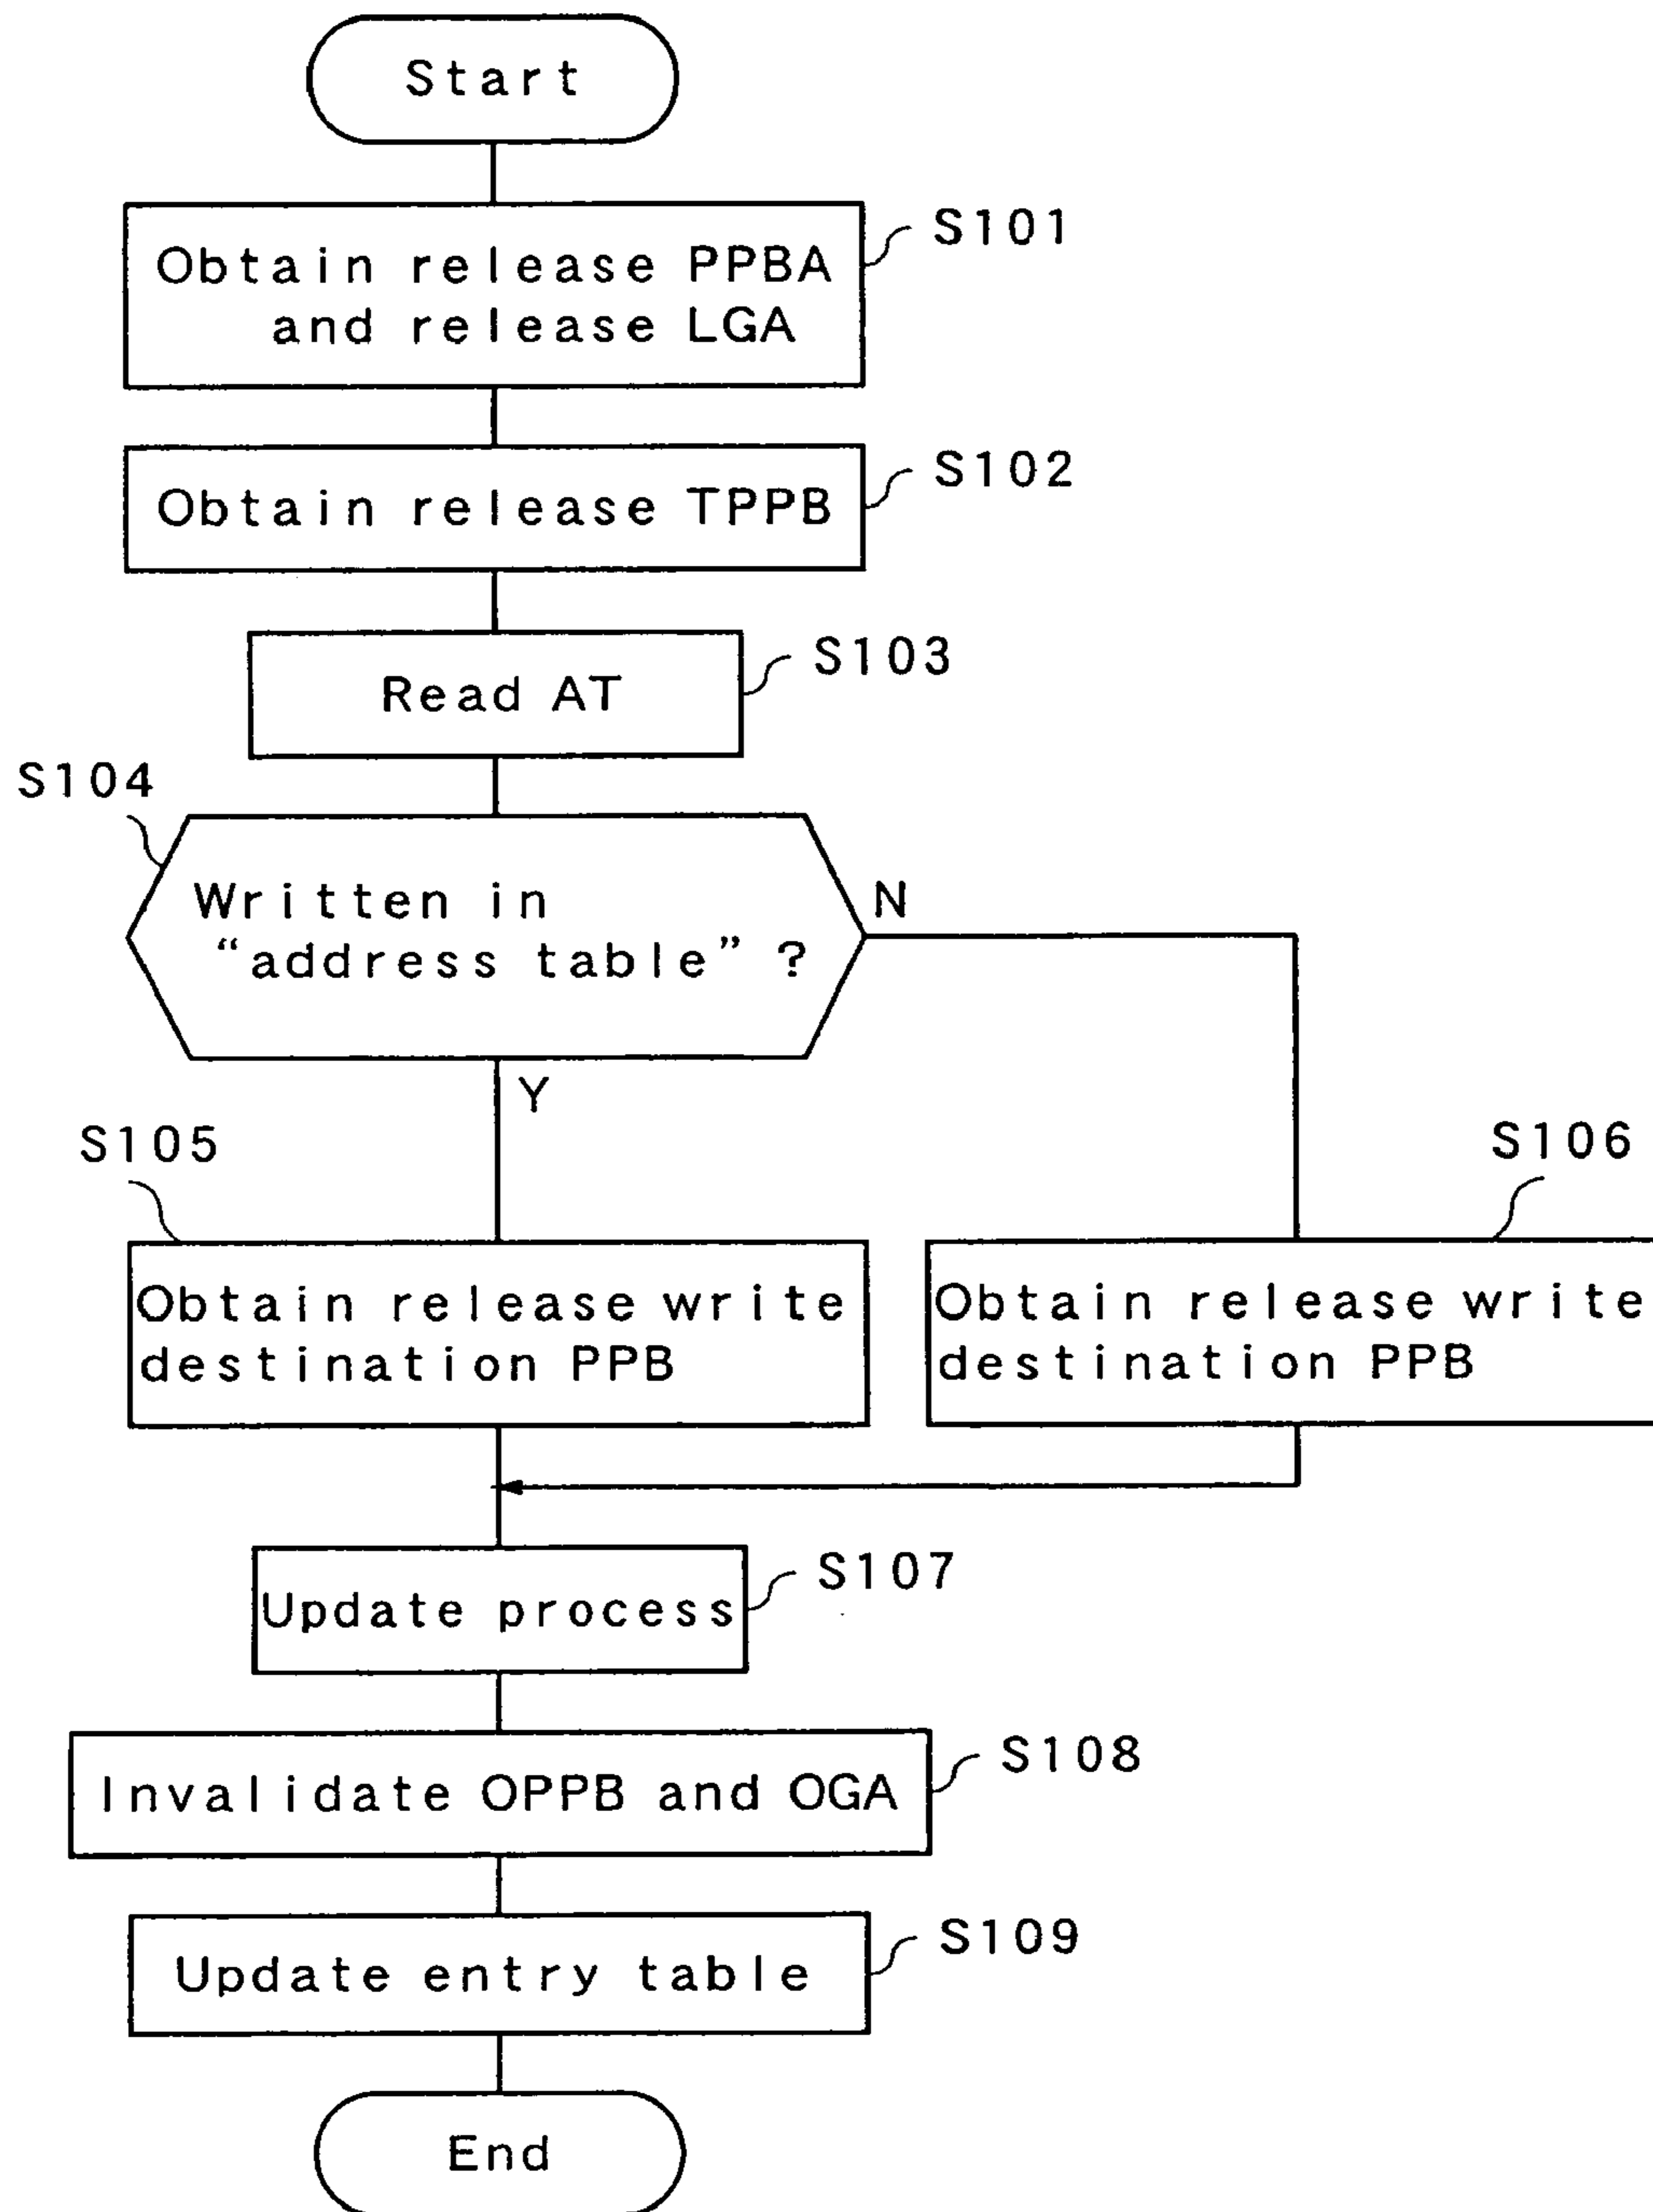 Start
S101
Obtain release PPBA
and release LGA
S102
Obtain release TPPB
S103
Read AT
S104
Written in
“address table” ?
N
Y
S105
S106
Obtain release write
destination PPB
Obtain release write
destination PPB
S107
Update process
S108
Invalidate OPPB and OGA
S109
Update entry table
End